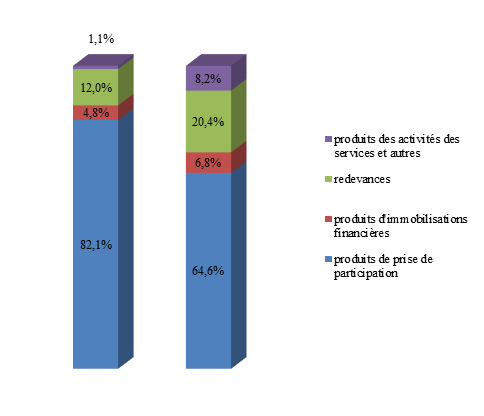 1,1%
12,0%
4,8%
82,1%
8,2%
20,4%
6,8%
64,6%
produits des activités des
services et autres
redevances
produits d'immobilisations
financières
produits de prise de
participation